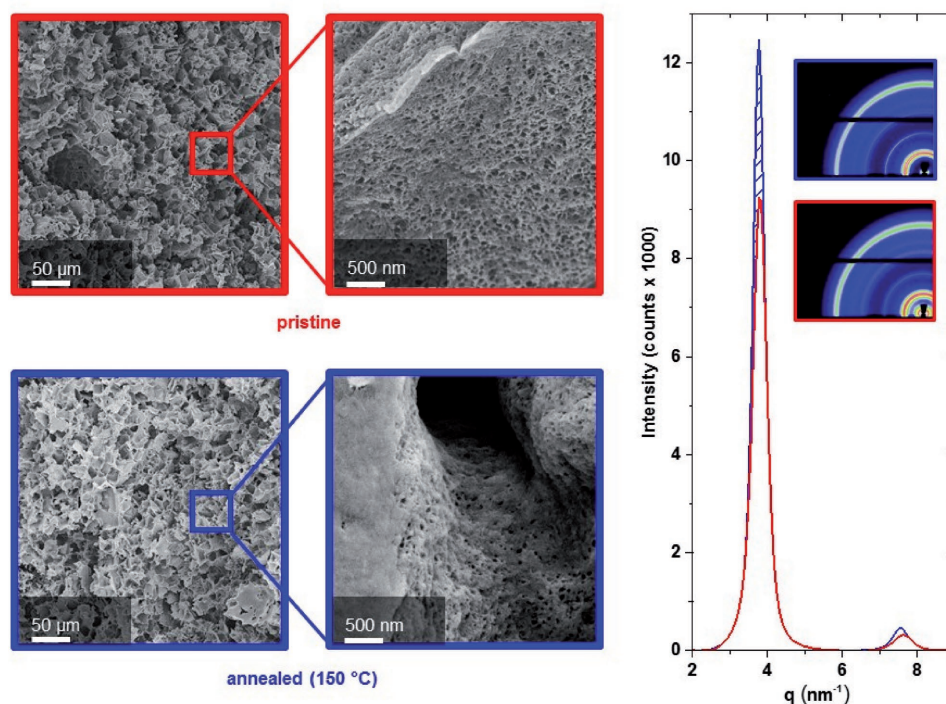 50 µm
500 nm
pristine
50 µm
500 nm
annealed (150 °C)
12
10
8
6
4
2
0
Intensity (counts x 1000)
2
4
6
8
q (nm⁻¹)